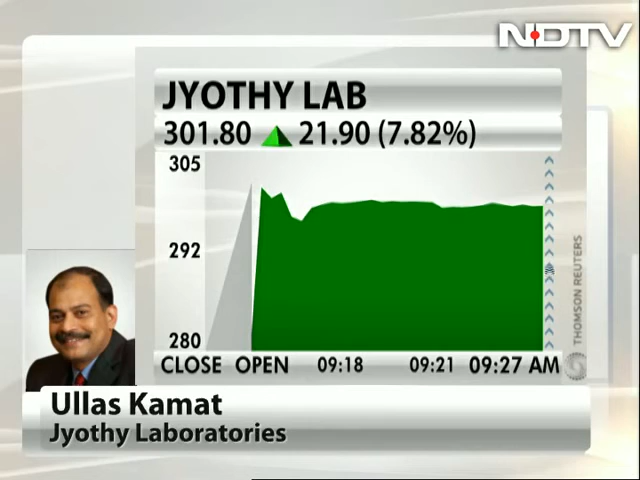 NDTV
JYOTHY LAB
301.80 21.90 (7.82%)
305
292
280
CLOSE OPEN 09:18 09:21 09:27 AM
THOMSON REUTERS
Ullas Kamat
Jyothy Laboratories